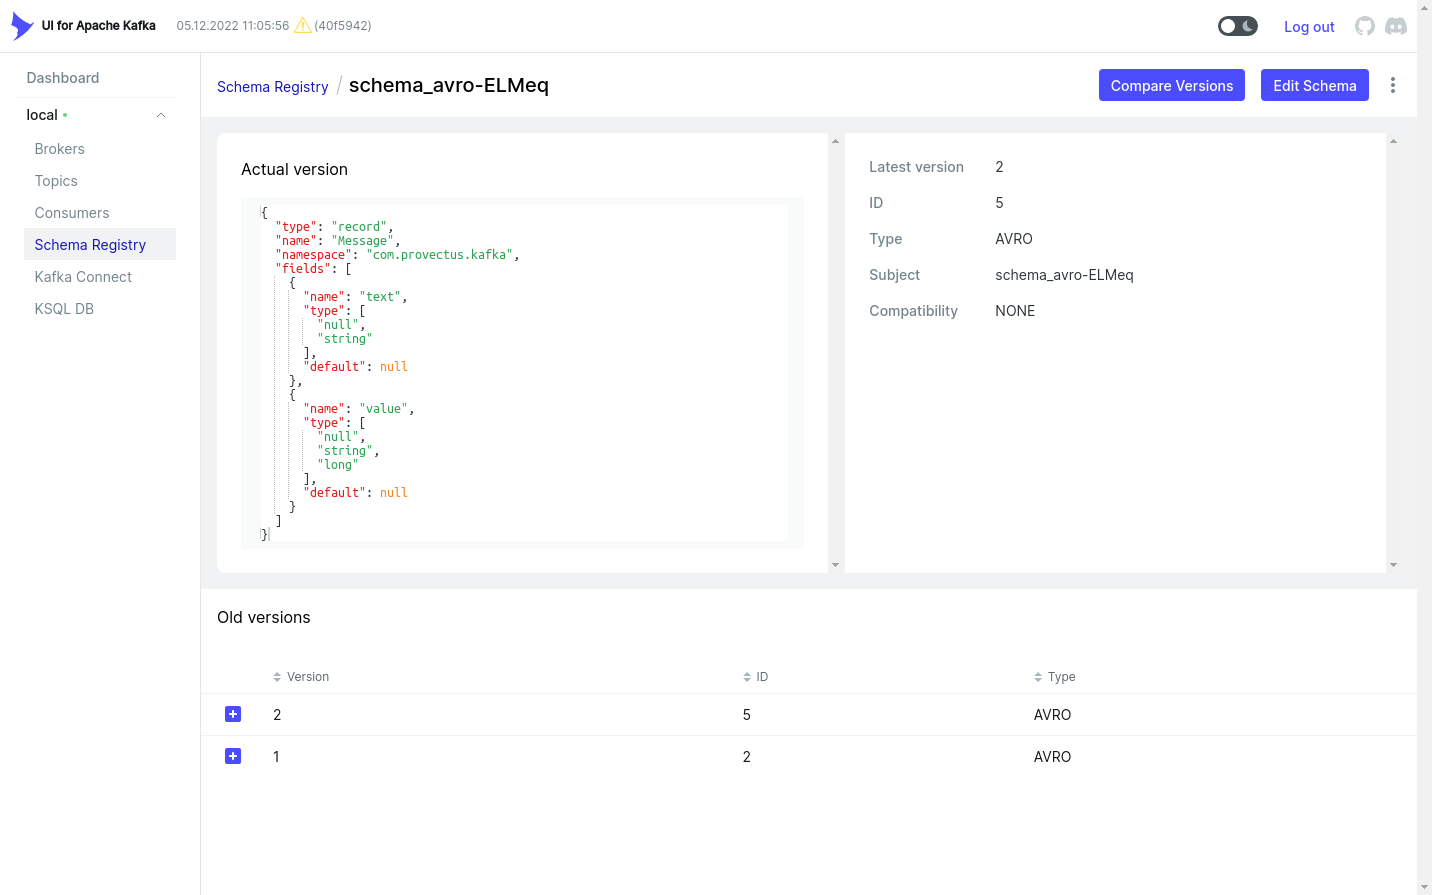 UI for Apache Kafka 05.12.2022 11:05:56 (40f5942) Log out
Dashboard
local
Brokers
Topics
Consumers
Schema Registry
Kafka Connect
KSQL DB
Schema Registry / schema_avro-ELMeq
Compare Versions
Edit Schema
Actual version
{
"type": "record",
"name": "Message",
"namespace": "com.provectus.kafka",
"fields": [
{
"name": "text",
"type": [
"null",
"string"
],
"default": null
},
{
"name": "value",
"type": [
"null",
"string",
"long"
],
"default": null
}
]
}
Latest version 2
ID 5
Type AVRO
Subject schema_avro-ELMeq
Compatibility NONE
Old versions
Version ID Type
2 5 AVRO
1 2 AVRO